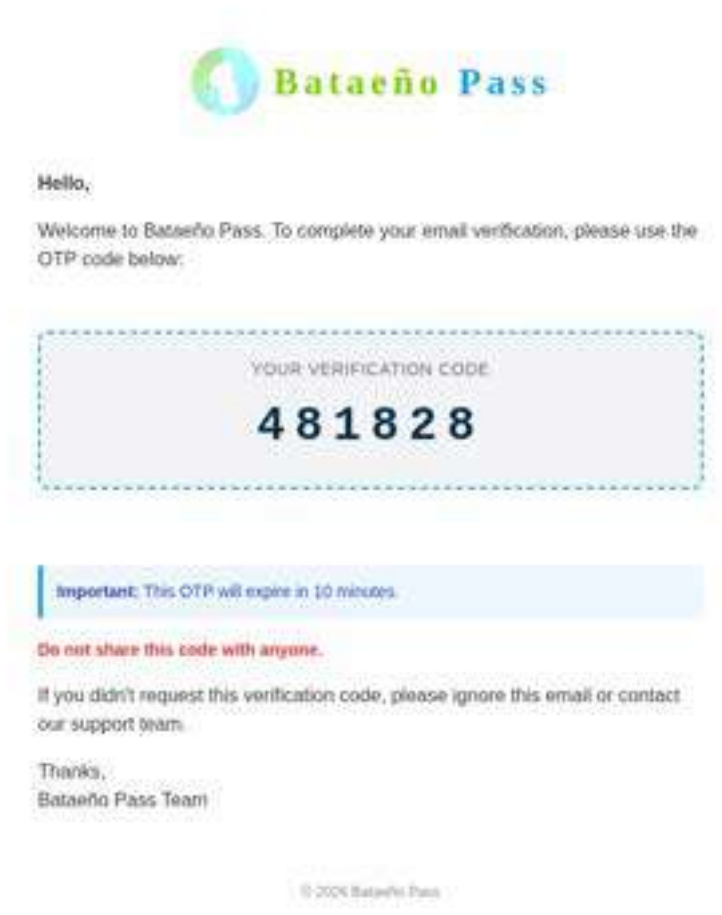 Bataeño Pass
Hello,
Welcome to Bataeño Pass. To complete your email verification, please use the
OTP code below:
YOUR VERIFICATION CODE
481828
Important: This OTP will expire in 10 minutes.
Do not share this code with anyone.
If you didn't request this verification code, please ignore this email or contact
our support team.
Thanks,
Bataeño Pass Team
© 2026 Bataeño Pass